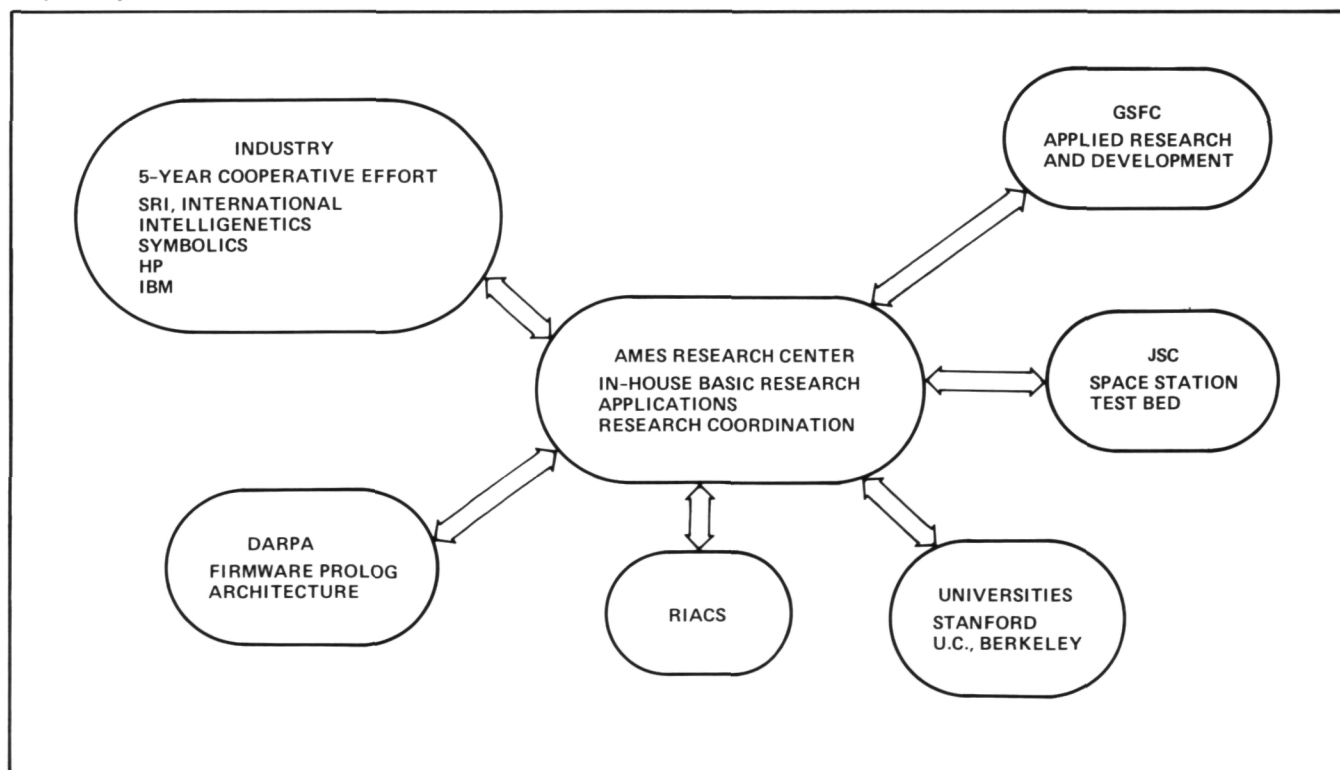 INDUSTRY
5-YEAR COOPERATIVE EFFORT
SRI, INTERNATIONAL
INTELLIGENETICS
SYMBOLICS
HP
IBM
GSFC
APPLIED RESEARCH
AND DEVELOPMENT
AMES RESEARCH CENTER
IN-HOUSE BASIC RESEARCH
APPLICATIONS
RESEARCH COORDINATION
JSC
SPACE STATION
TEST BED
DARPA
FIRMWARE PROLOG
ARCHITECTURE
RIACS
UNIVERSITIES
STANFORD
U.C., BERKELEY